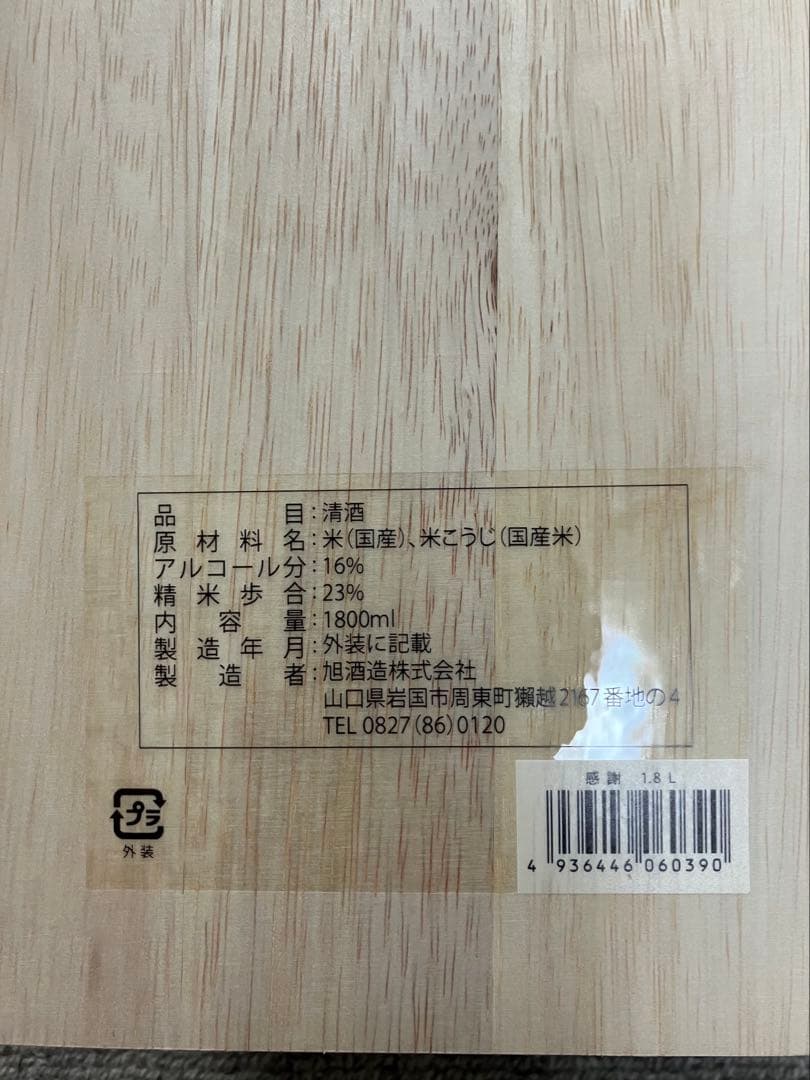 品目：清酒
原材料名：米（国産）、米こうじ（国産米）
アルコール分：16%
精米歩合：23%
内容量：1800ml
製造年月：外装に記載
製造者：旭酒造株式会社
山口県岩国市周東町獺越2167番地の4
TEL 0827（86）0120
プラ
外装
感謝 1.8 L
4 936446 060390